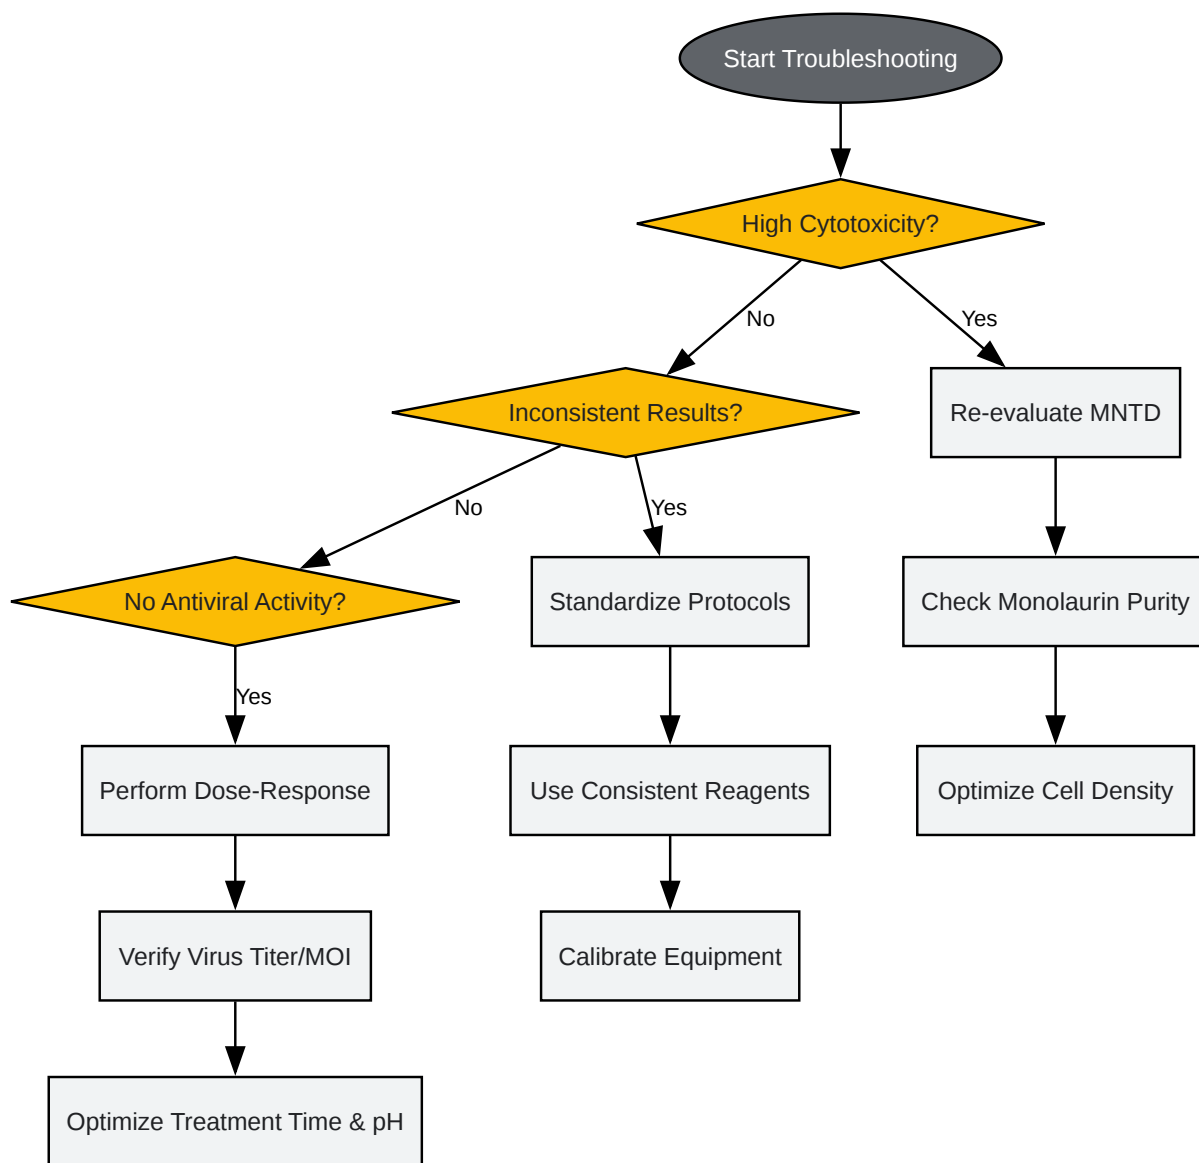 Start Troubleshooting
High Cytotoxicity?
No
Yes
Inconsistent Results?
Re-evaluate MNTD
No
Yes
No Antiviral Activity?
Standardize Protocols
Check Monolaurin Purity
Yes
Perform Dose-Response
Use Consistent Reagents
Optimize Cell Density
Verify Virus Titer/MOI
Calibrate Equipment
Optimize Treatment Time & pH